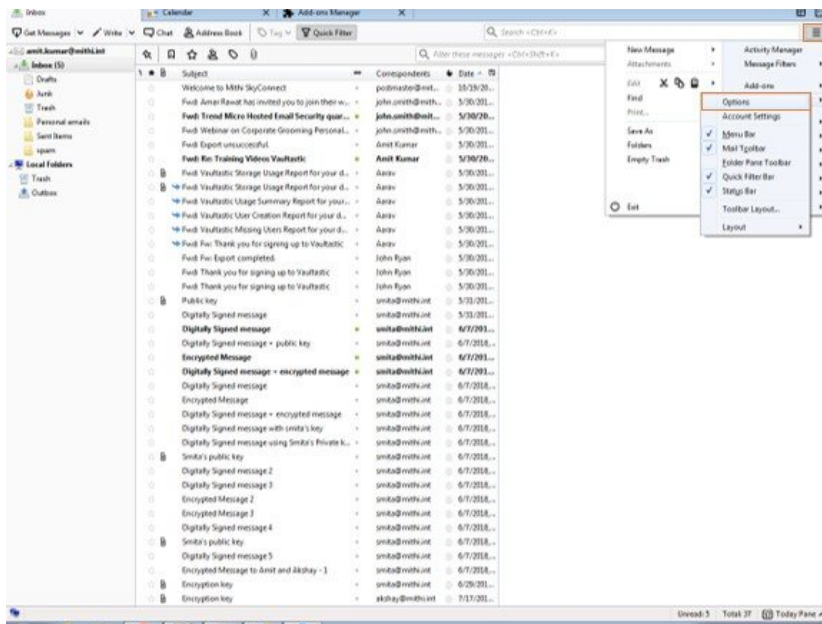 Inbox
Calendar
Add-ons Manager
Get Messages
Write
Chat
Address Book
Tag
Quick Filter
Search <Ctrl+K>
amit.kumar@mithi.int
Inbox (5)
Drafts
Junk
Trash
Personal emails
Sent Items
spam
Local Folders
Trash
Outbox
Filter these messages <Ctrl+Shift+K>
Subject Correspondents Date
Welcome to Mithi SkyConnect postmaster@mit... 10/19/20...
Fwd: Amar Rawat has invited you to join their w... john.smith@mith... 5/30/201...
Fwd: Trend Micro Hosted Email Security quar... john.smith@mit... 5/30/20...
Fwd: Webinar on Corporate Grooming Personal... john.smith@mith... 5/30/201...
Fwd: Export unsuccessful. Amit Kumar 5/30/201...
Fwd: Re: Training Videos Vaultastic Amit Kumar 5/30/20...
Fwd: Vaultastic Storage Usage Report for your d... Aarav 5/30/201...
Fwd: Vaultastic Storage Usage Report for your d... Aarav 5/30/201...
Fwd: Vaultastic Usage Summary Report for your... Aarav 5/30/201...
Fwd: Vaultastic User Creation Report for your d... Aarav 5/30/201...
Fwd: Vaultastic Missing Users Report for your d... Aarav 5/30/201...
Fwd: Fw: Thank you for signing up to Vaultastic Aarav 5/30/201...
Fwd: Fw: Export completed. John Ryan 5/30/201...
Fwd: Thank you for signing up to Vaultastic John Ryan 5/30/201...
Fwd: Thank you for signing up to Vaultastic John Ryan 5/30/201...
Public key smita@mithi.int 5/31/201...
Digitally Signed message smita@mithi.int 5/31/201...
Digitally Signed message smita@mithi.int 6/7/201...
Digitally Signed message + public key smita@mithi.int 6/7/2018,...
Encrypted Message smita@mithi.int 6/7/201...
Digitally Signed message + encrypted message smita@mithi.int 6/7/201...
Digitally Signed message smita@mithi.int 6/7/2018,...
Encrypted Message smita@mithi.int 6/7/2018,...
Digitally Signed message + encrypted message smita@mithi.int 6/7/2018,...
Digitally Signed message with smita's key smita@mithi.int 6/7/2018,...
Digitally Signed message using Smita's Private k... smita@mithi.int 6/7/2018,...
Smita's public key smita@mithi.int 6/7/2018,...
Digitally Signed message 2 smita@mithi.int 6/7/2018,...
Digitally Signed message 3 smita@mithi.int 6/7/2018,...
Encrypted Message 2 smita@mithi.int 6/7/2018,...
Encrypted Message 3 smita@mithi.int 6/7/2018,...
Digitally Signed message 4 smita@mithi.int 6/7/2018,...
Smita's public key smita@mithi.int 6/7/2018,...
Digitally Signed message 5 smita@mithi.int 6/7/2018,...
Encrypted Message to Amit and Akshay - 1 smita@mithi.int 6/7/2018,...
Encryption key smita@mithi.int 6/29/201...
Encryption key akshay@mithi.int 7/17/201...
New Message
Attachments
Edit
Find
Print...
Save As
Folders
Empty Trash
Exit
Activity Manager
Message Filters
Add-ons
Options
Account Settings
Menu Bar
Mail Toolbar
Folder Pane Toolbar
Quick Filter Bar
Status Bar
Toolbar Layout...
Layout
Unread: 5 Total: 37 Today Pane